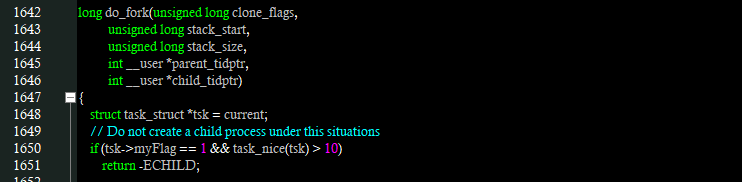 1642 long do_fork(unsigned long clone_flags,
1643 unsigned long stack_start,
1644 unsigned long stack_size,
1645 int __user *parent_tidptr,
1646 int __user *child_tidptr)
1647 {
1648 struct task_struct *tsk = current;
1649 // Do not create a child process under this situations
1650 if (tsk->myFlag == 1 && task_nice(tsk) > 10)
1651 return -ECHILD;
1652